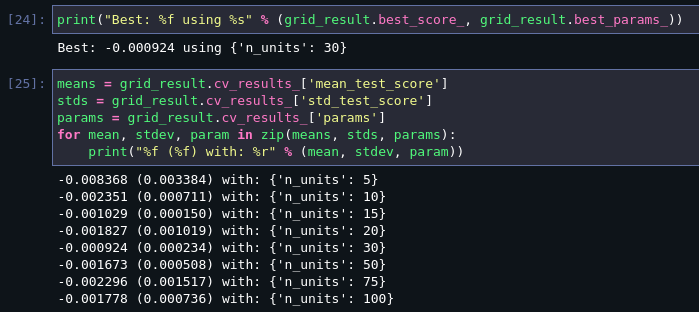 [24]: print("Best: %f using %s" % (grid_result.best_score_, grid_result.best_params_))
Best: -0.000924 using {'n_units': 30}
[25]: means = grid_result.cv_results_['mean_test_score']
stds = grid_result.cv_results_['std_test_score']
params = grid_result.cv_results_['params']
for mean, stdev, param in zip(means, stds, params):
    print("%f (%f) with: %r" % (mean, stdev, param))
-0.008368 (0.003384) with: {'n_units': 5}
-0.002351 (0.000711) with: {'n_units': 10}
-0.001029 (0.000150) with: {'n_units': 15}
-0.001827 (0.001019) with: {'n_units': 20}
-0.000924 (0.000234) with: {'n_units': 30}
-0.001673 (0.000508) with: {'n_units': 50}
-0.002296 (0.001517) with: {'n_units': 75}
-0.001778 (0.000736) with: {'n_units': 100}